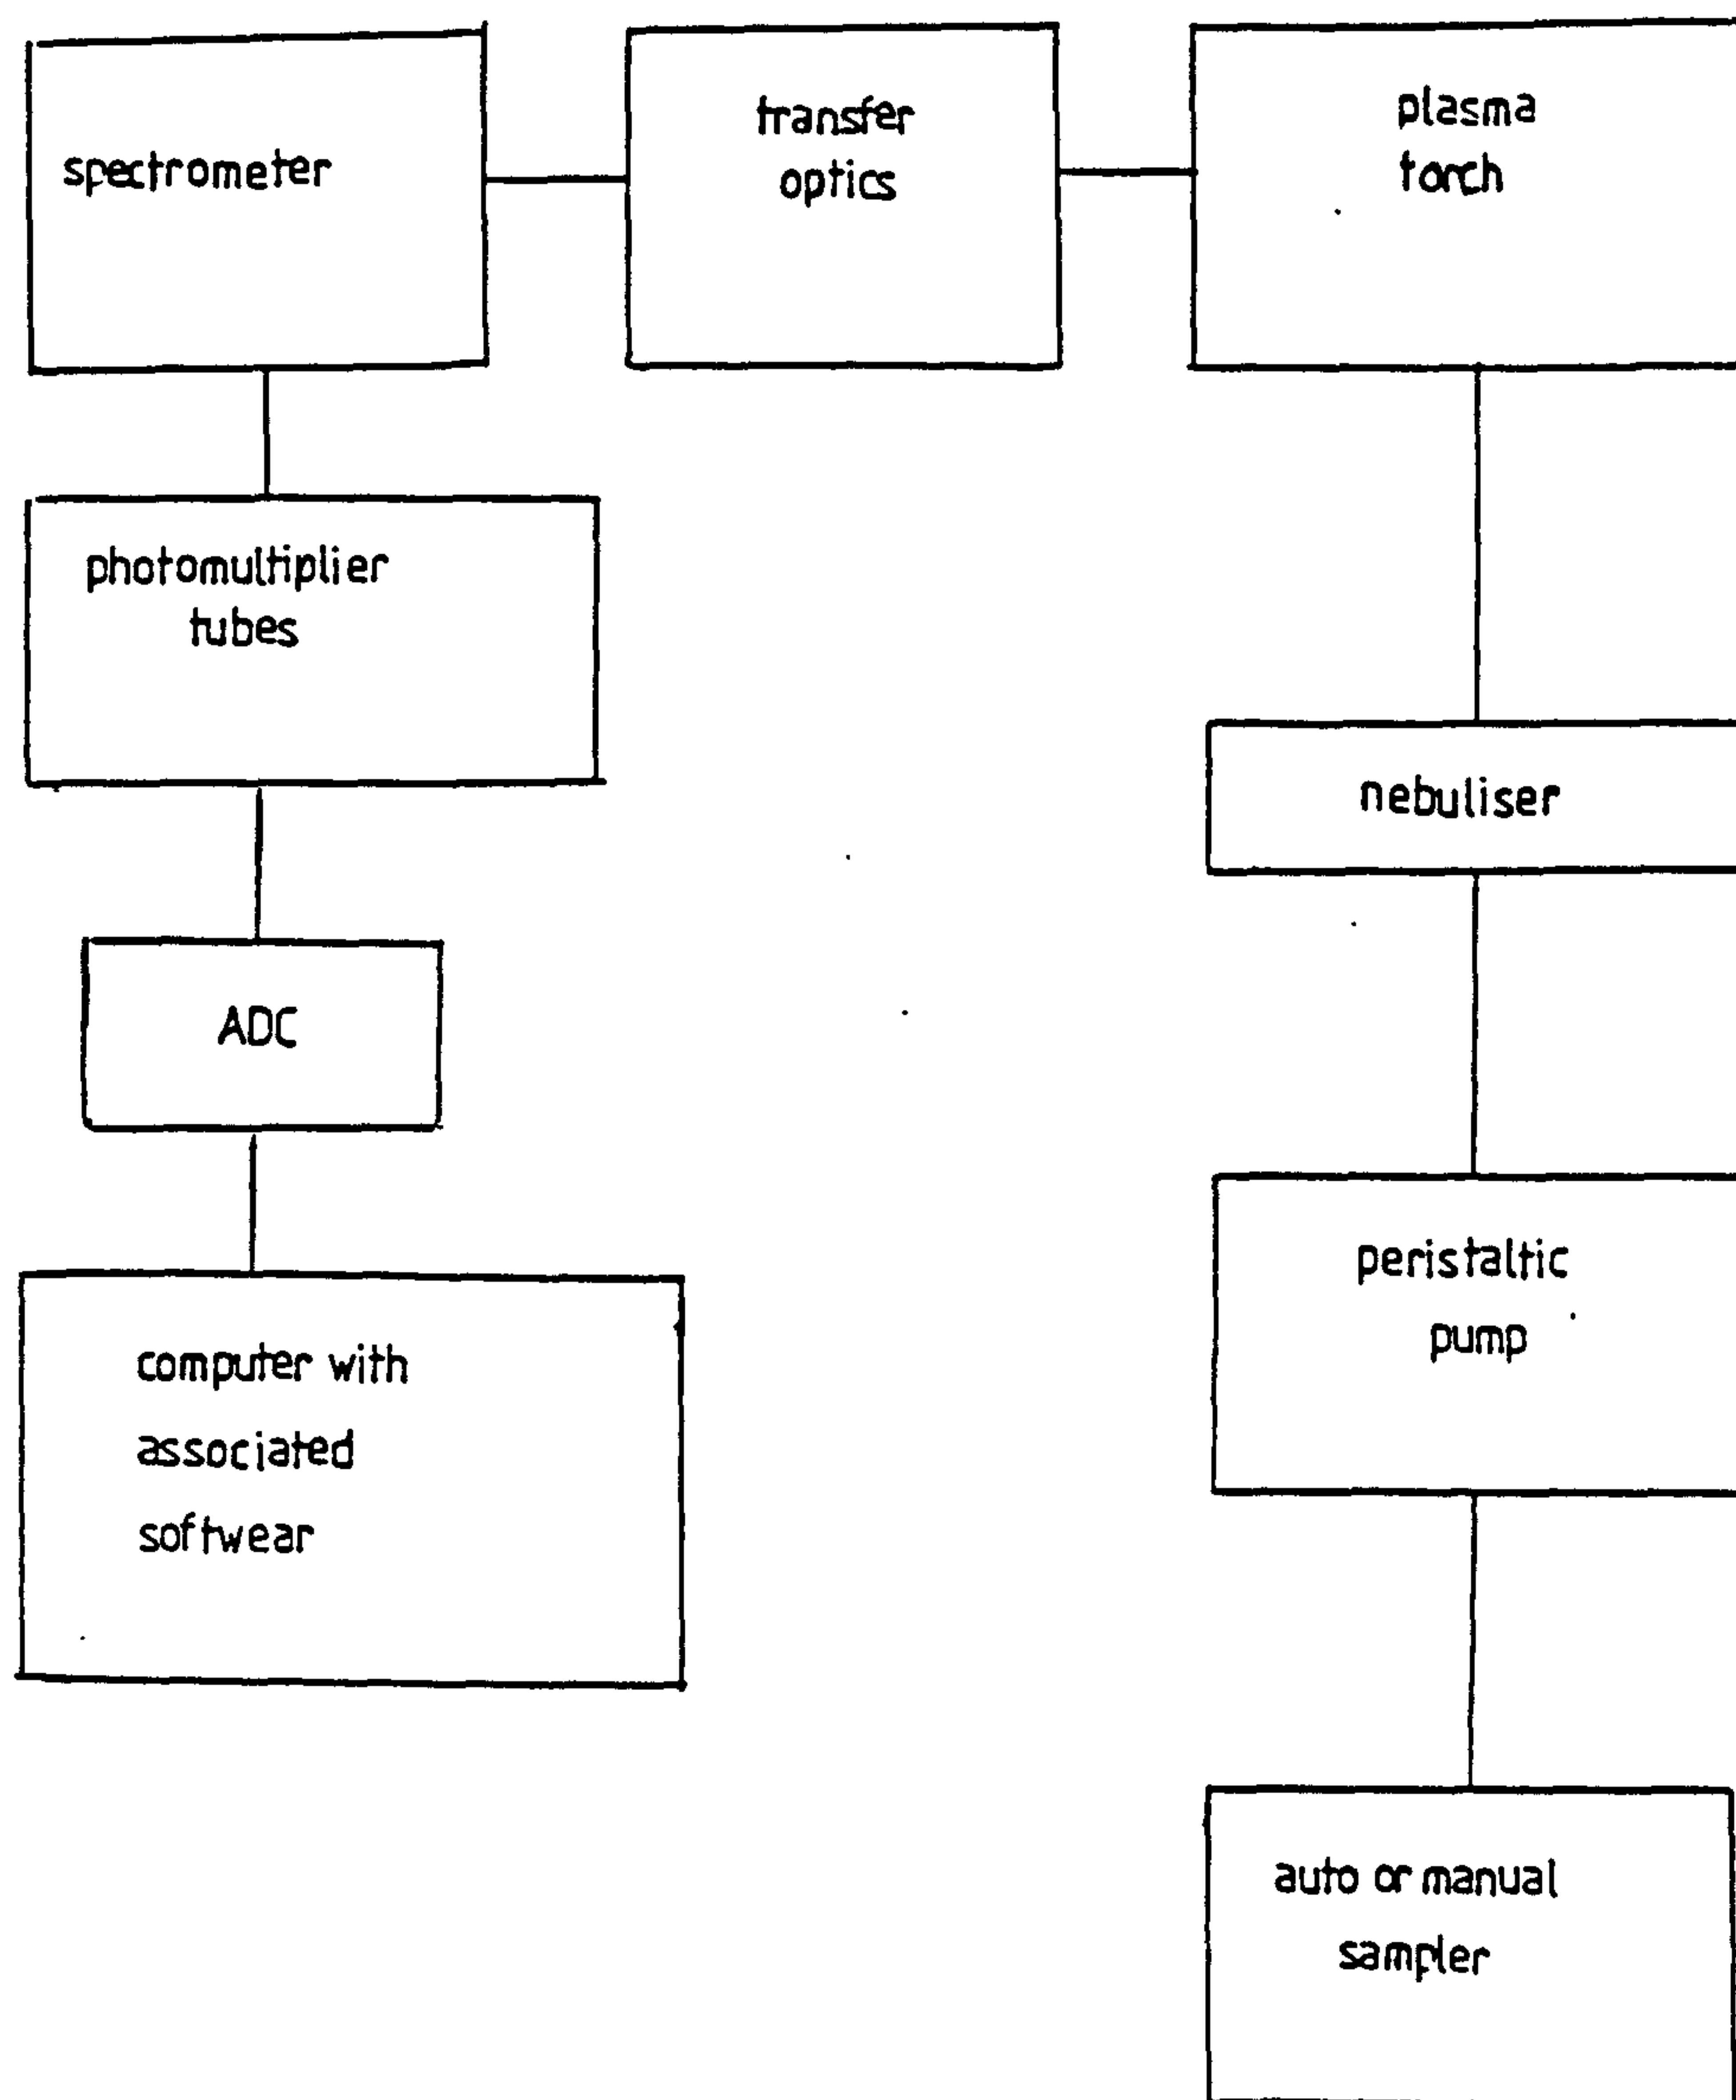 spectrometer
transfer
optics
plasma
torch
photomultiplier
tubes
nebuliser
ADC
peristaltic
pump
computer with
associated
softwear
auto or manual
sampler